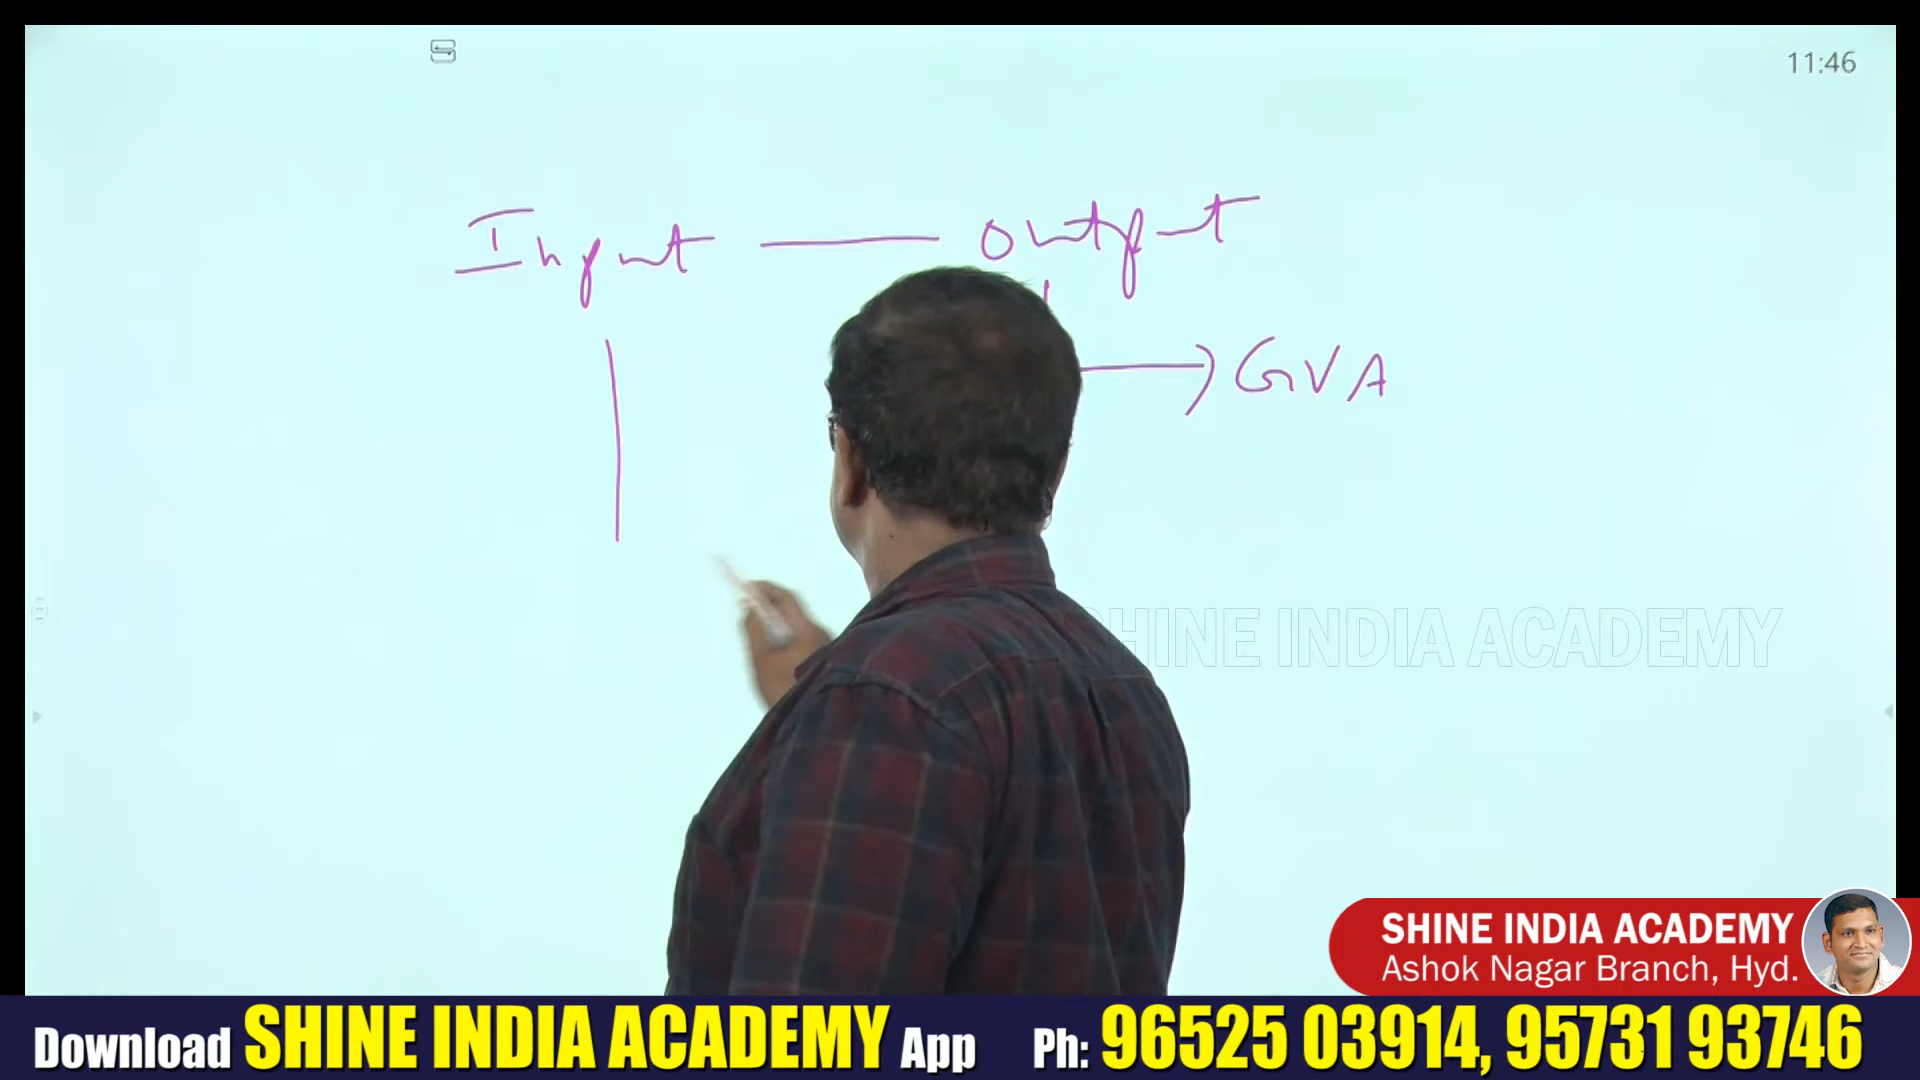 11:46
Input — Output
→ GVA
SHINE INDIA ACADEMY
SHINE INDIA ACADEMY
Ashok Nagar Branch, Hyd.
Download SHINE INDIA ACADEMY App Ph: 96525 03914, 95731 93746